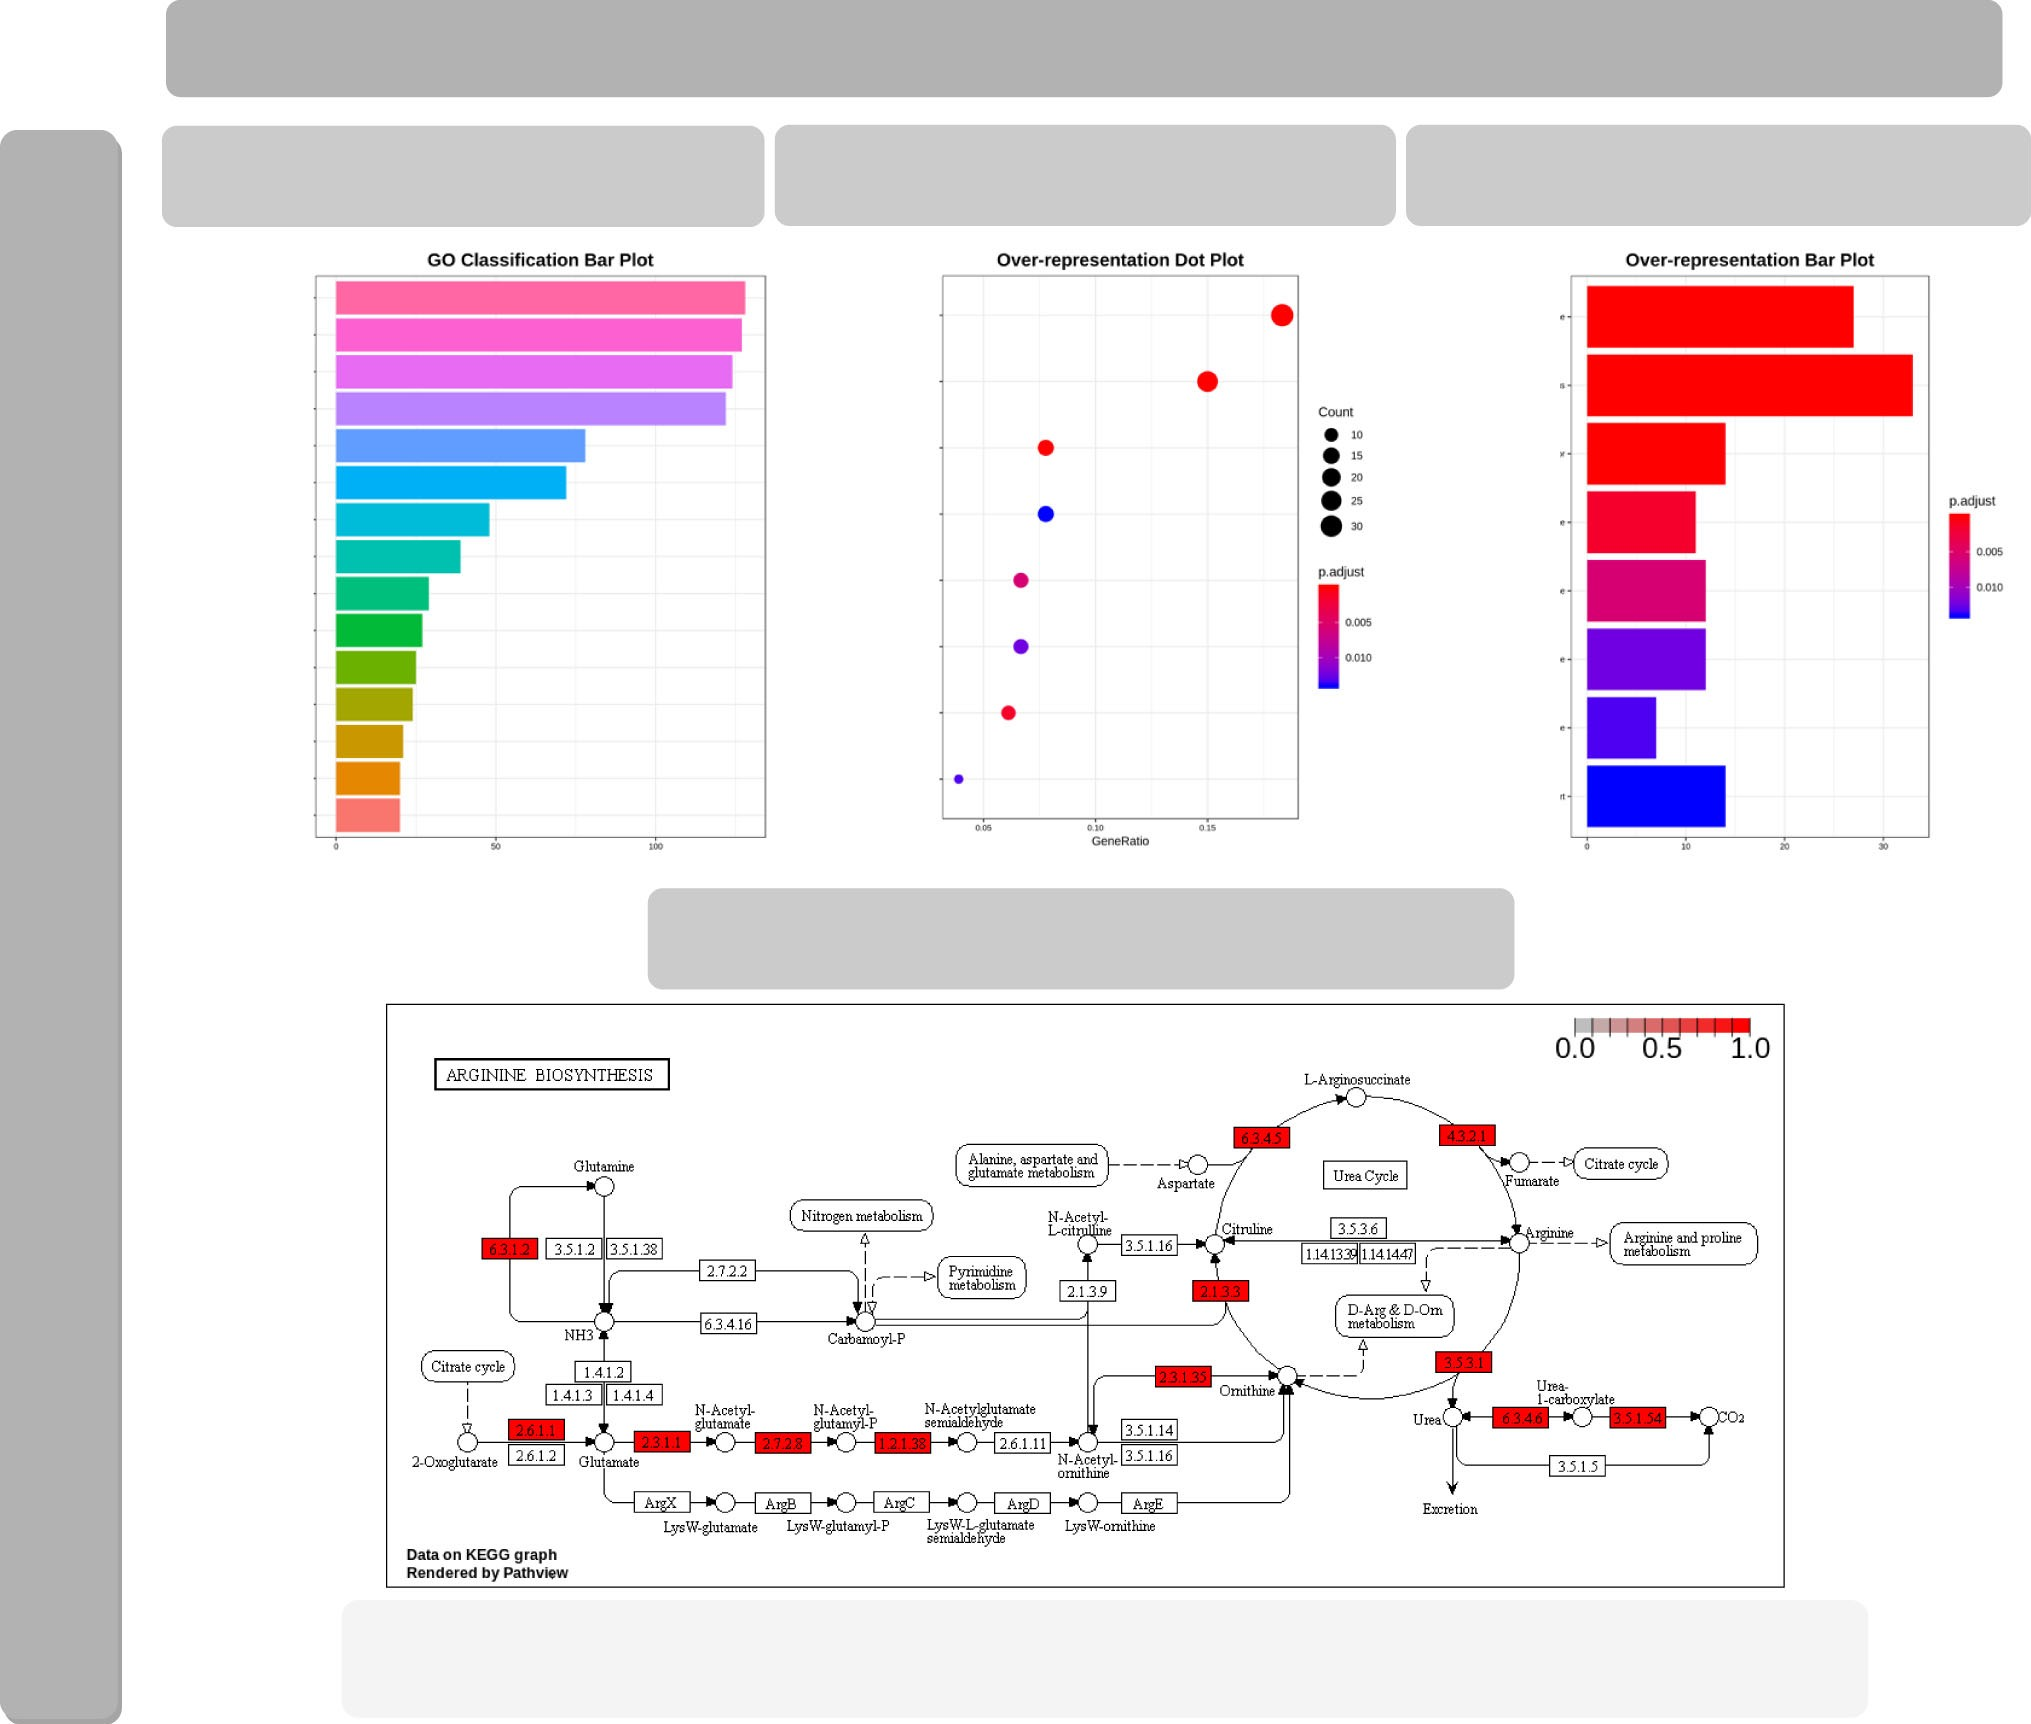 GO Classification Bar Plot
0
50
100
Over-representation Dot Plot
Count
10
15
20
25
30
p.adjust
0.005
0.010
0.05
0.10
0.15
GeneRatio
Over-representation Bar Plot
e
s
e
e
e
e
rt
0
10
20
30
p.adjust
0.005
0.010
0.0
0.5
1.0
ARGININE BIOSYNTHESIS
L-Arginosuccinate
6.3.4.5
4.3.2.1
Alanine, aspartate and
glutamate metabolism
Aspartate
Urea Cycle
Fumarate
Citrate cycle
Glutamine
Nitrogen metabolism
N-Acetyl-
L-citrulline
Citruline
3.5.3.6
Arginine
Arginine and proline
metabolism
6.3.1.2
3.5.1.2
3.5.1.38
3.5.1.16
1.14.13.39
1.14.14.47
2.7.2.2
Pyrimidine
metabolism
2.1.3.9
2.1.3.3
D-Arg & D-Orn
metabolism
NH3
6.3.4.16
Carbamoyl-P
Citrate cycle
1.4.1.2
1.4.1.3
1.4.1.4
2.3.1.35
Ornithine
3.5.3.1
Urea-
1-carboxylate
2.6.1.1
2.6.1.2
2-Oxoglutarate
Glutamate
2.3.1.1
N-Acetyl-
glutamate
2.7.2.8
N-Acetyl-
glutamyl-P
1.2.1.38
N-Acetylglutamate
semialdehyde
2.6.1.11
N-Acetyl-
ornithine
3.5.1.14
3.5.1.16
Urea
6.3.4.6
3.5.1.54
CO2
3.5.1.5
Excretion
ArgX
LysW-glutamate
ArgB
LysW-glutamyl-P
ArgC
LysW-L-glutamate
semialdehyde
ArgD
LysW-ornithine
ArgE
Data on KEGG graph
Rendered by Pathview